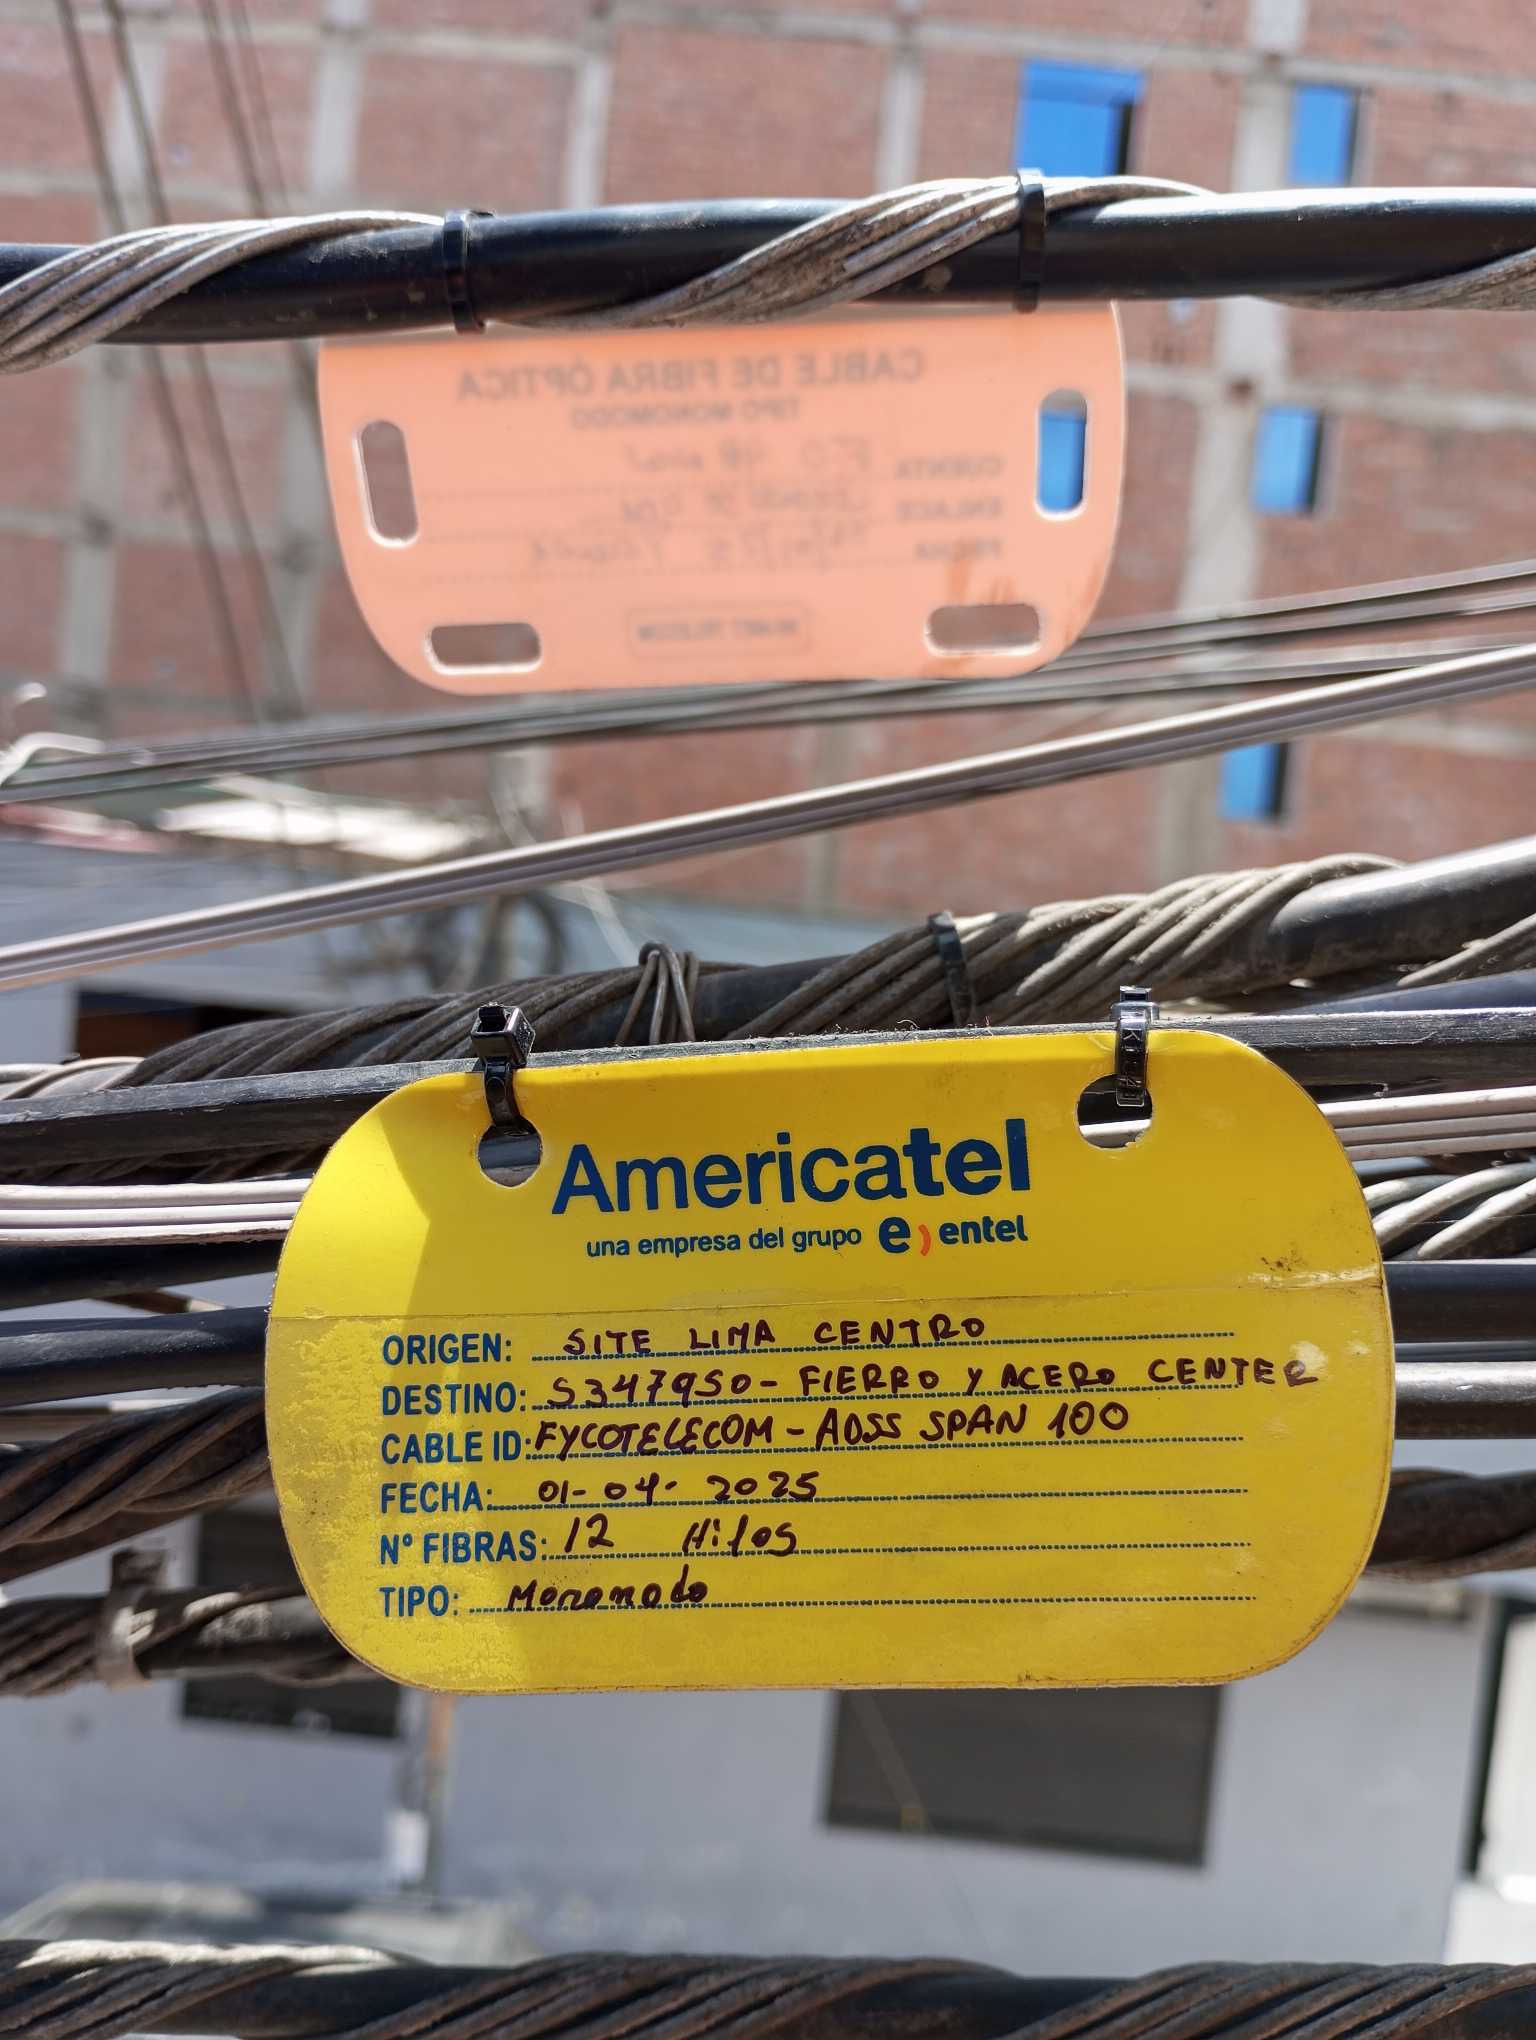 CABLE DE FIBRA ÓPTICA
TIPO MONOMODO
CUENTA F.O 48
ENLACE
FECHA
Americatel
una empresa del grupo e) entel
ORIGEN: SITE LIMA CENTRO
DESTINO: S347950 - FIERRO Y ACERO CENTER
CABLE ID: FYCOTELECOM - ADSS SPAN 100
FECHA: 01-04-2025
Nº FIBRAS: 12 Hilos
TIPO: Monomodo